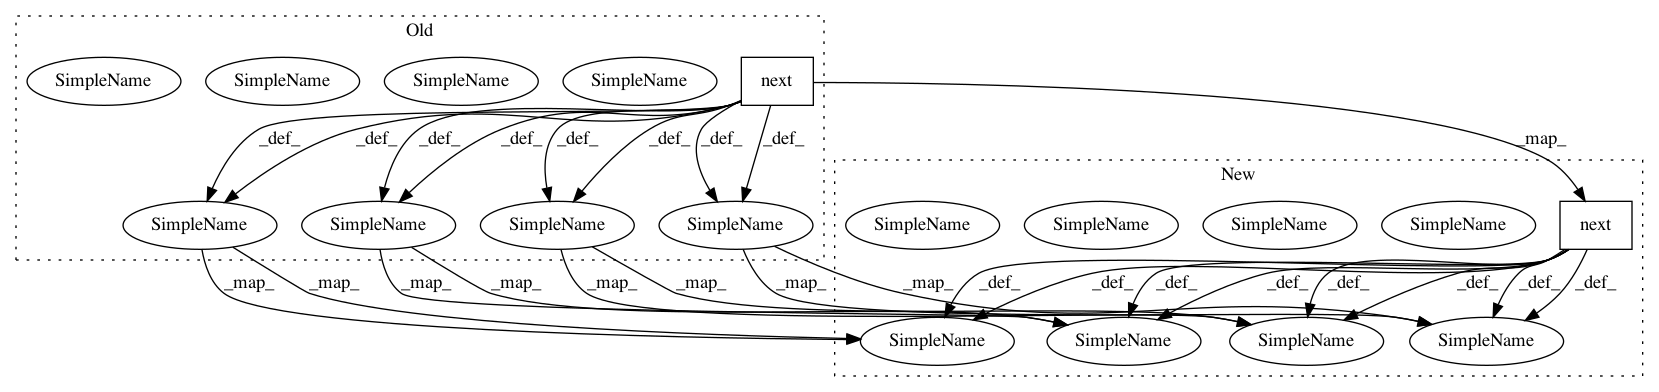 Old
SimpleName SimpleName SimpleName SimpleName next
_def_ _def_ _def_ _def_ _def_ _def_ _def_ _def_ _map_
New
SimpleName SimpleName SimpleName SimpleName SimpleName SimpleName SimpleName SimpleName next
_map_ _map_ _map_ _map_ _map_ _map_ _map_ _map_ _def_ _def_ _def_ _def_ _def_ _def_ _def_ _def_
SimpleName SimpleName SimpleName SimpleName